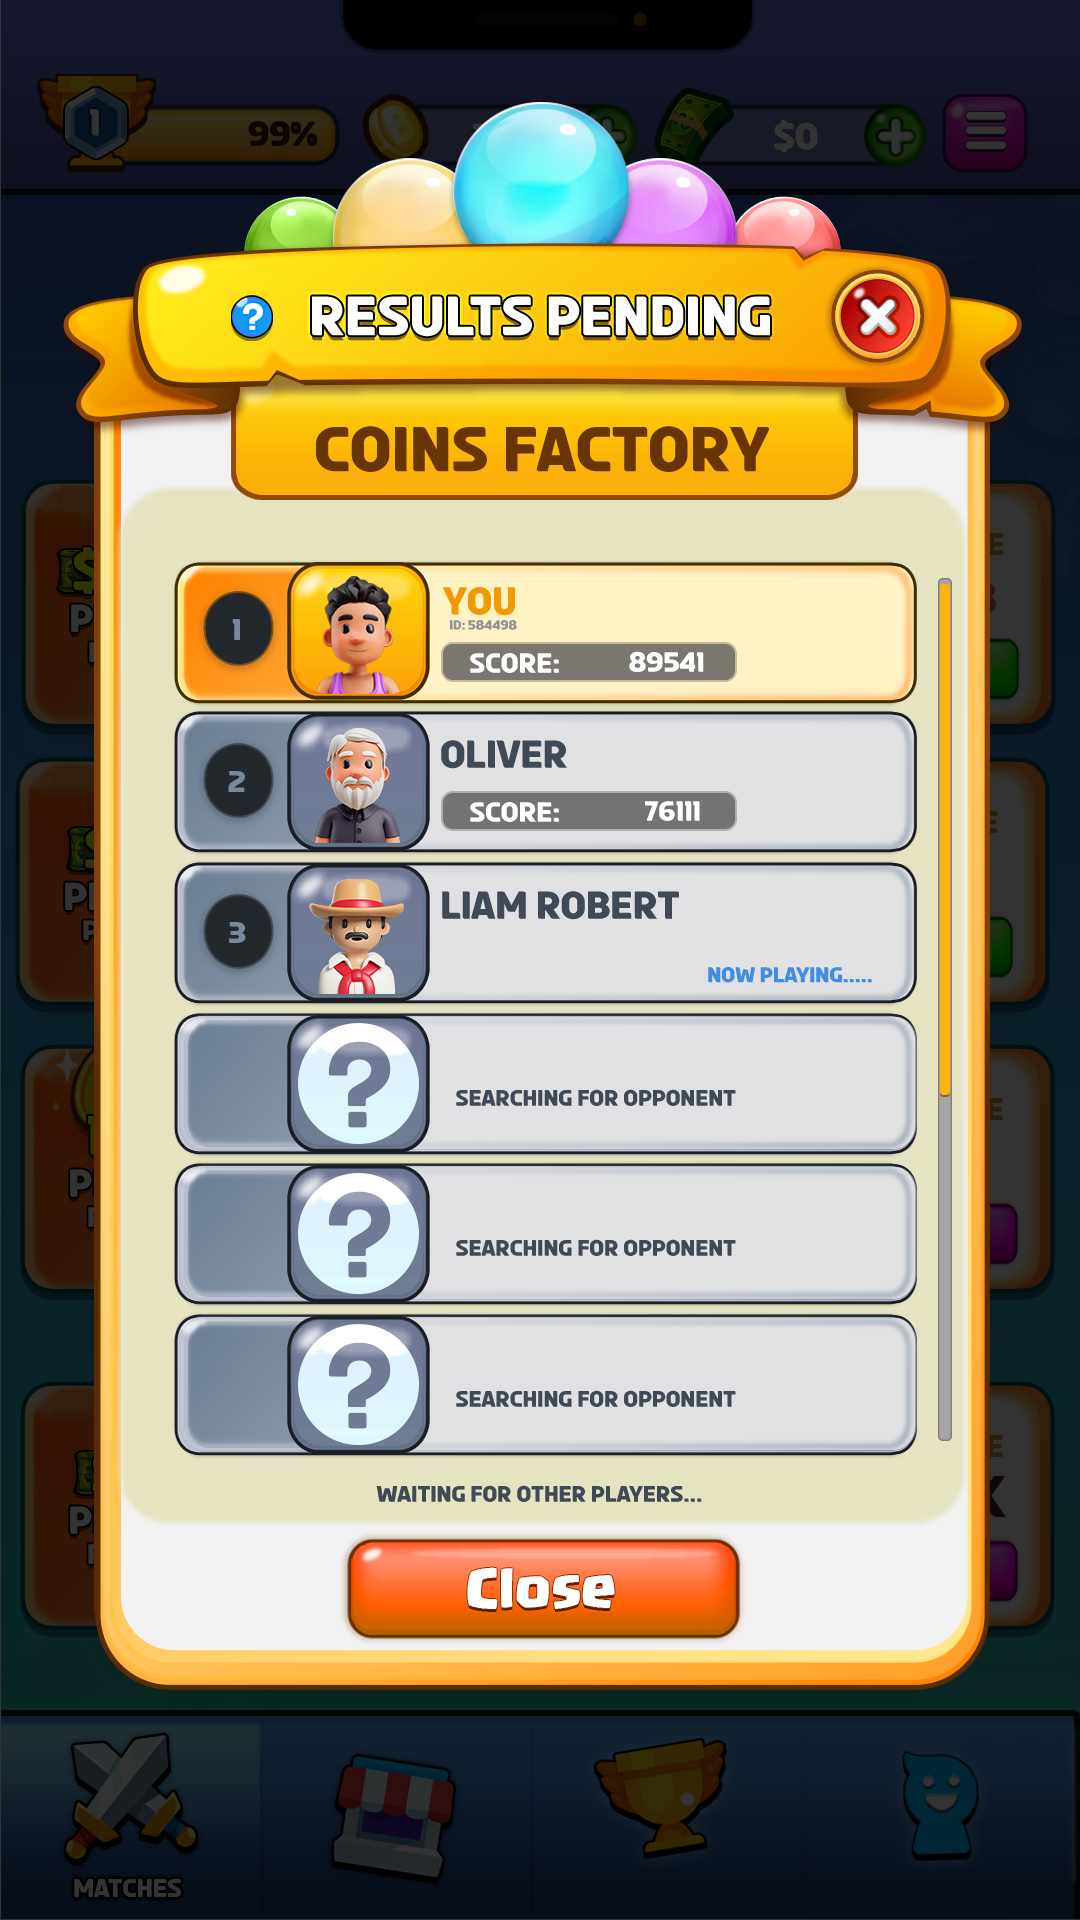 1
99%
$0
RESULTS PENDING
?
COINS FACTORY
1
YOU
ID: 584498
SCORE: 89541
2
OLIVER
SCORE: 76111
3
LIAM ROBERT
NOW PLAYING.....
?
SEARCHING FOR OPPONENT
?
SEARCHING FOR OPPONENT
?
SEARCHING FOR OPPONENT
WAITING FOR OTHER PLAYERS...
Close
MATCHES